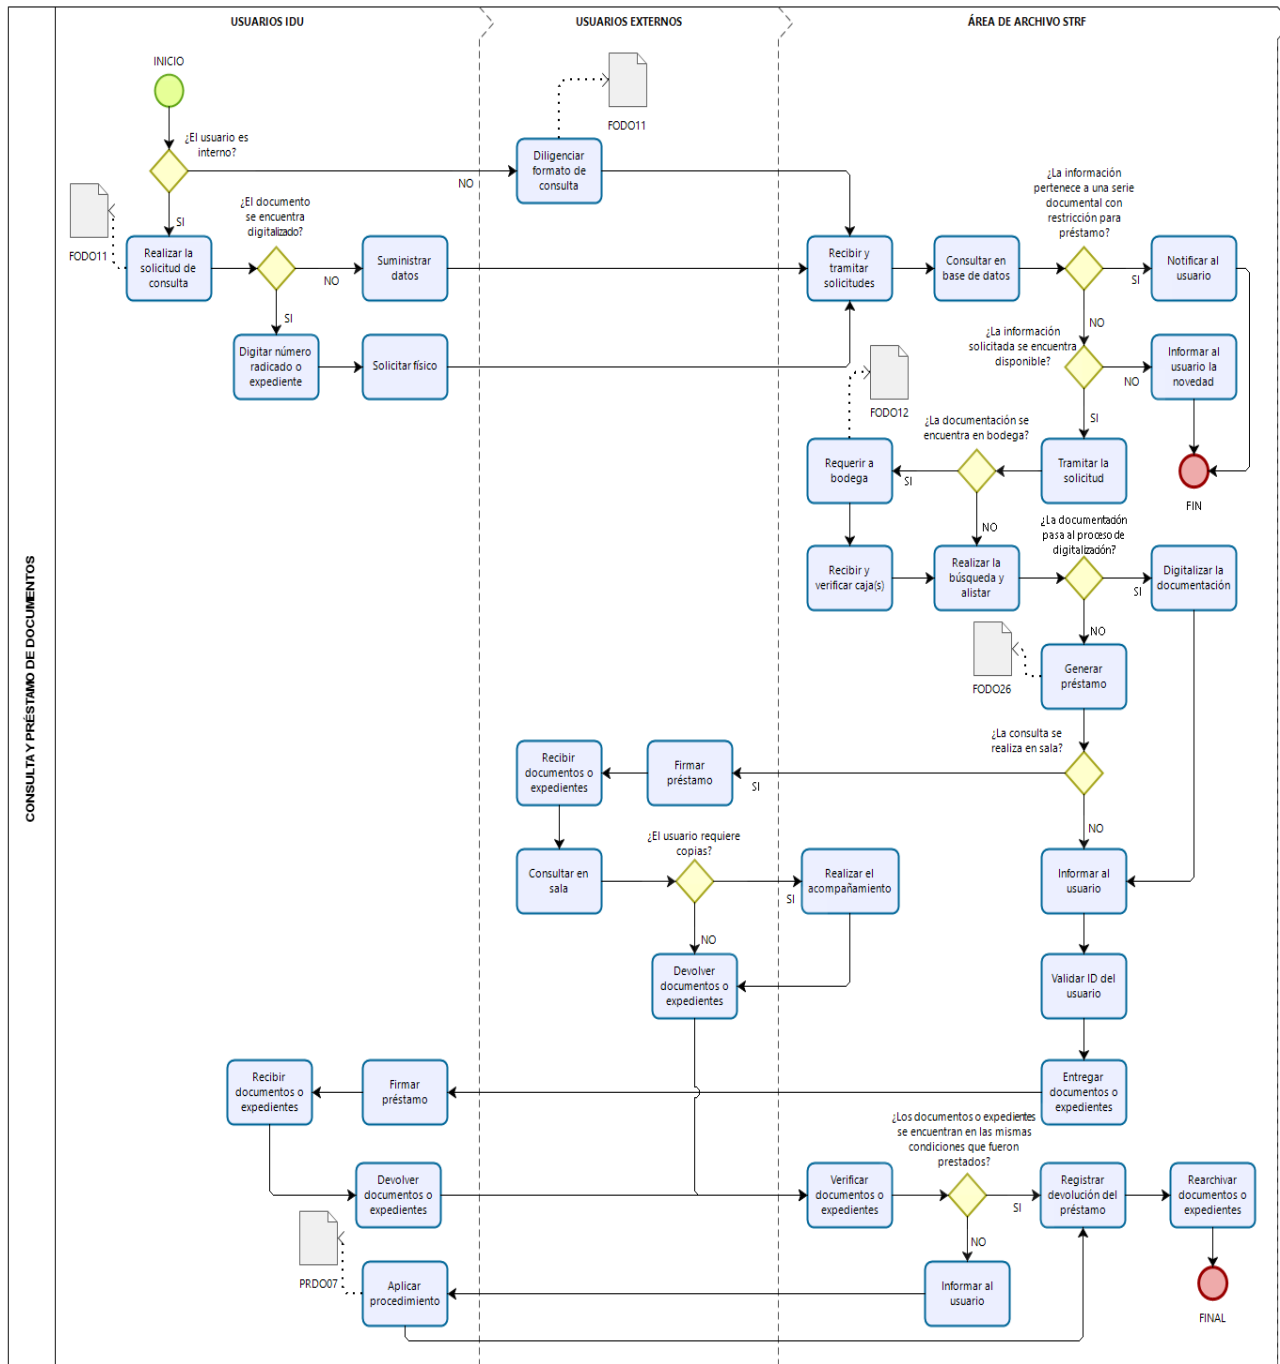 USUARIOS IDU
USUARIOS EXTERNOS
ÁREA DE ARCHIVO STRF
CONSULTA Y PRÉSTAMO DE DOCUMENTOS
INICIO
¿El usuario es
interno?
NO
SI
FODO11
Diligenciar
formato de
consulta
FODO11
Realizar la
solicitud de
consulta
¿El documento
se encuentra
digitalizado?
NO
SI
Suministrar
datos
Digitar número
radicado o
expediente
Solicitar físico
Recibir y
tramitar
solicitudes
Consultar en
base de datos
¿La información
pertenece a una serie
documental con
restricción para
préstamo?
SI
NO
Notificar al
usuario
¿La información
solicitada se encuentra
disponible?
NO
SI
Informar al
usuario la
novedad
FIN
FODO12
¿La documentación se
encuentra en bodega?
Requerir a
bodega
SI
NO
Tramitar la
solicitud
Recibir y
verificar caja(s)
Realizar la
búsqueda y
alistar
¿La documentación
pasa al proceso de
digitalización?
SI
NO
Digitalizar la
documentación
FODO26
Generar
préstamo
¿La consulta se
realiza en sala?
SI
NO
Recibir
documentos o
expedientes
Firmar
préstamo
Consultar en
sala
¿El usuario requiere
copias?
SI
NO
Realizar el
acompañamiento
Informar al
usuario
Devolver
documentos o
expedientes
Validar ID del
usuario
Recibir
documentos o
expedientes
Firmar
préstamo
Entregar
documentos o
expedientes
¿Los documentos o expedientes
se encuentran en las mismas
condiciones que fueron
prestados?
Devolver
documentos o
expedientes
Verificar
documentos o
expedientes
SI
NO
Registrar
devolución del
préstamo
Rearchivar
documentos o
expedientes
PRDO07
Aplicar
procedimiento
Informar al
usuario
FINAL